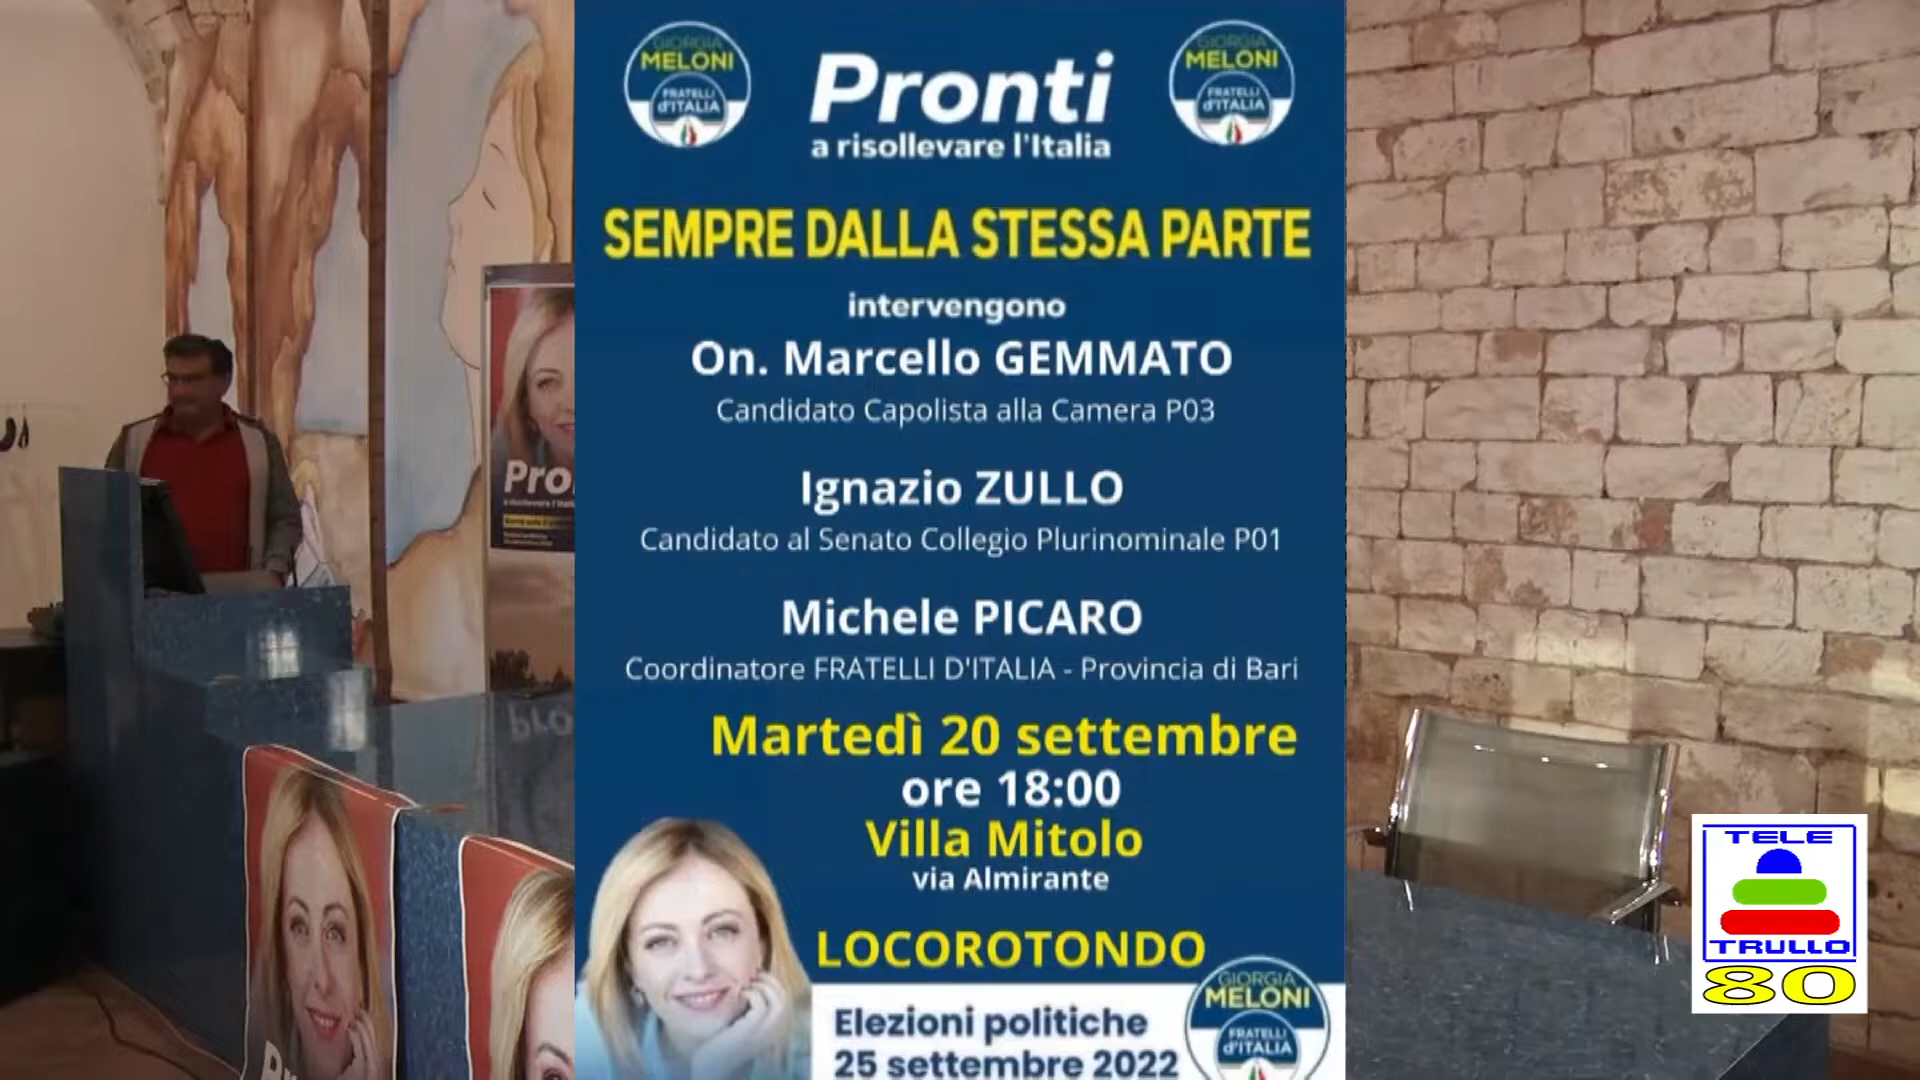 GIORGIA
MELONI
FRATELLI
d'ITALIA
Pronti
a risollevare l'Italia
GIORGIA
MELONI
FRATELLI
d'ITALIA
SEMPRE DALLA STESSA PARTE
intervengono
On. Marcello GEMMATO
Candidato Capolista alla Camera P03
Ignazio ZULLO
Candidato al Senato Collegio Plurinominale P01
Michele PICARO
Coordinatore FRATELLI D'ITALIA - Provincia di Bari
Martedì 20 settembre
ore 18:00
Villa Mitolo
via Almirante
LOCOROTONDO
Elezioni politiche
25 settembre 2022
GIORGIA
MELONI
FRATELLI
d'ITALIA
Pro
Pro
TELE
TRULLO
80